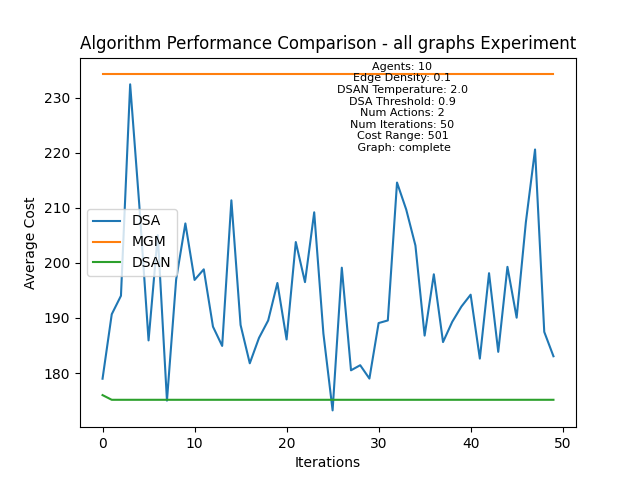 Algorithm Performance Comparison - all graphs Experiment
Agents: 10
Edge Density: 0.1
DSAN Temperature: 2.0
DSA Threshold: 0.9
Num Actions: 2
Num Iterations: 50
Cost Range: 501
Graph: complete
230
220
210
200
190
180
Average Cost
DSA
MGM
DSAN
0 10 20 30 40 50
Iterations